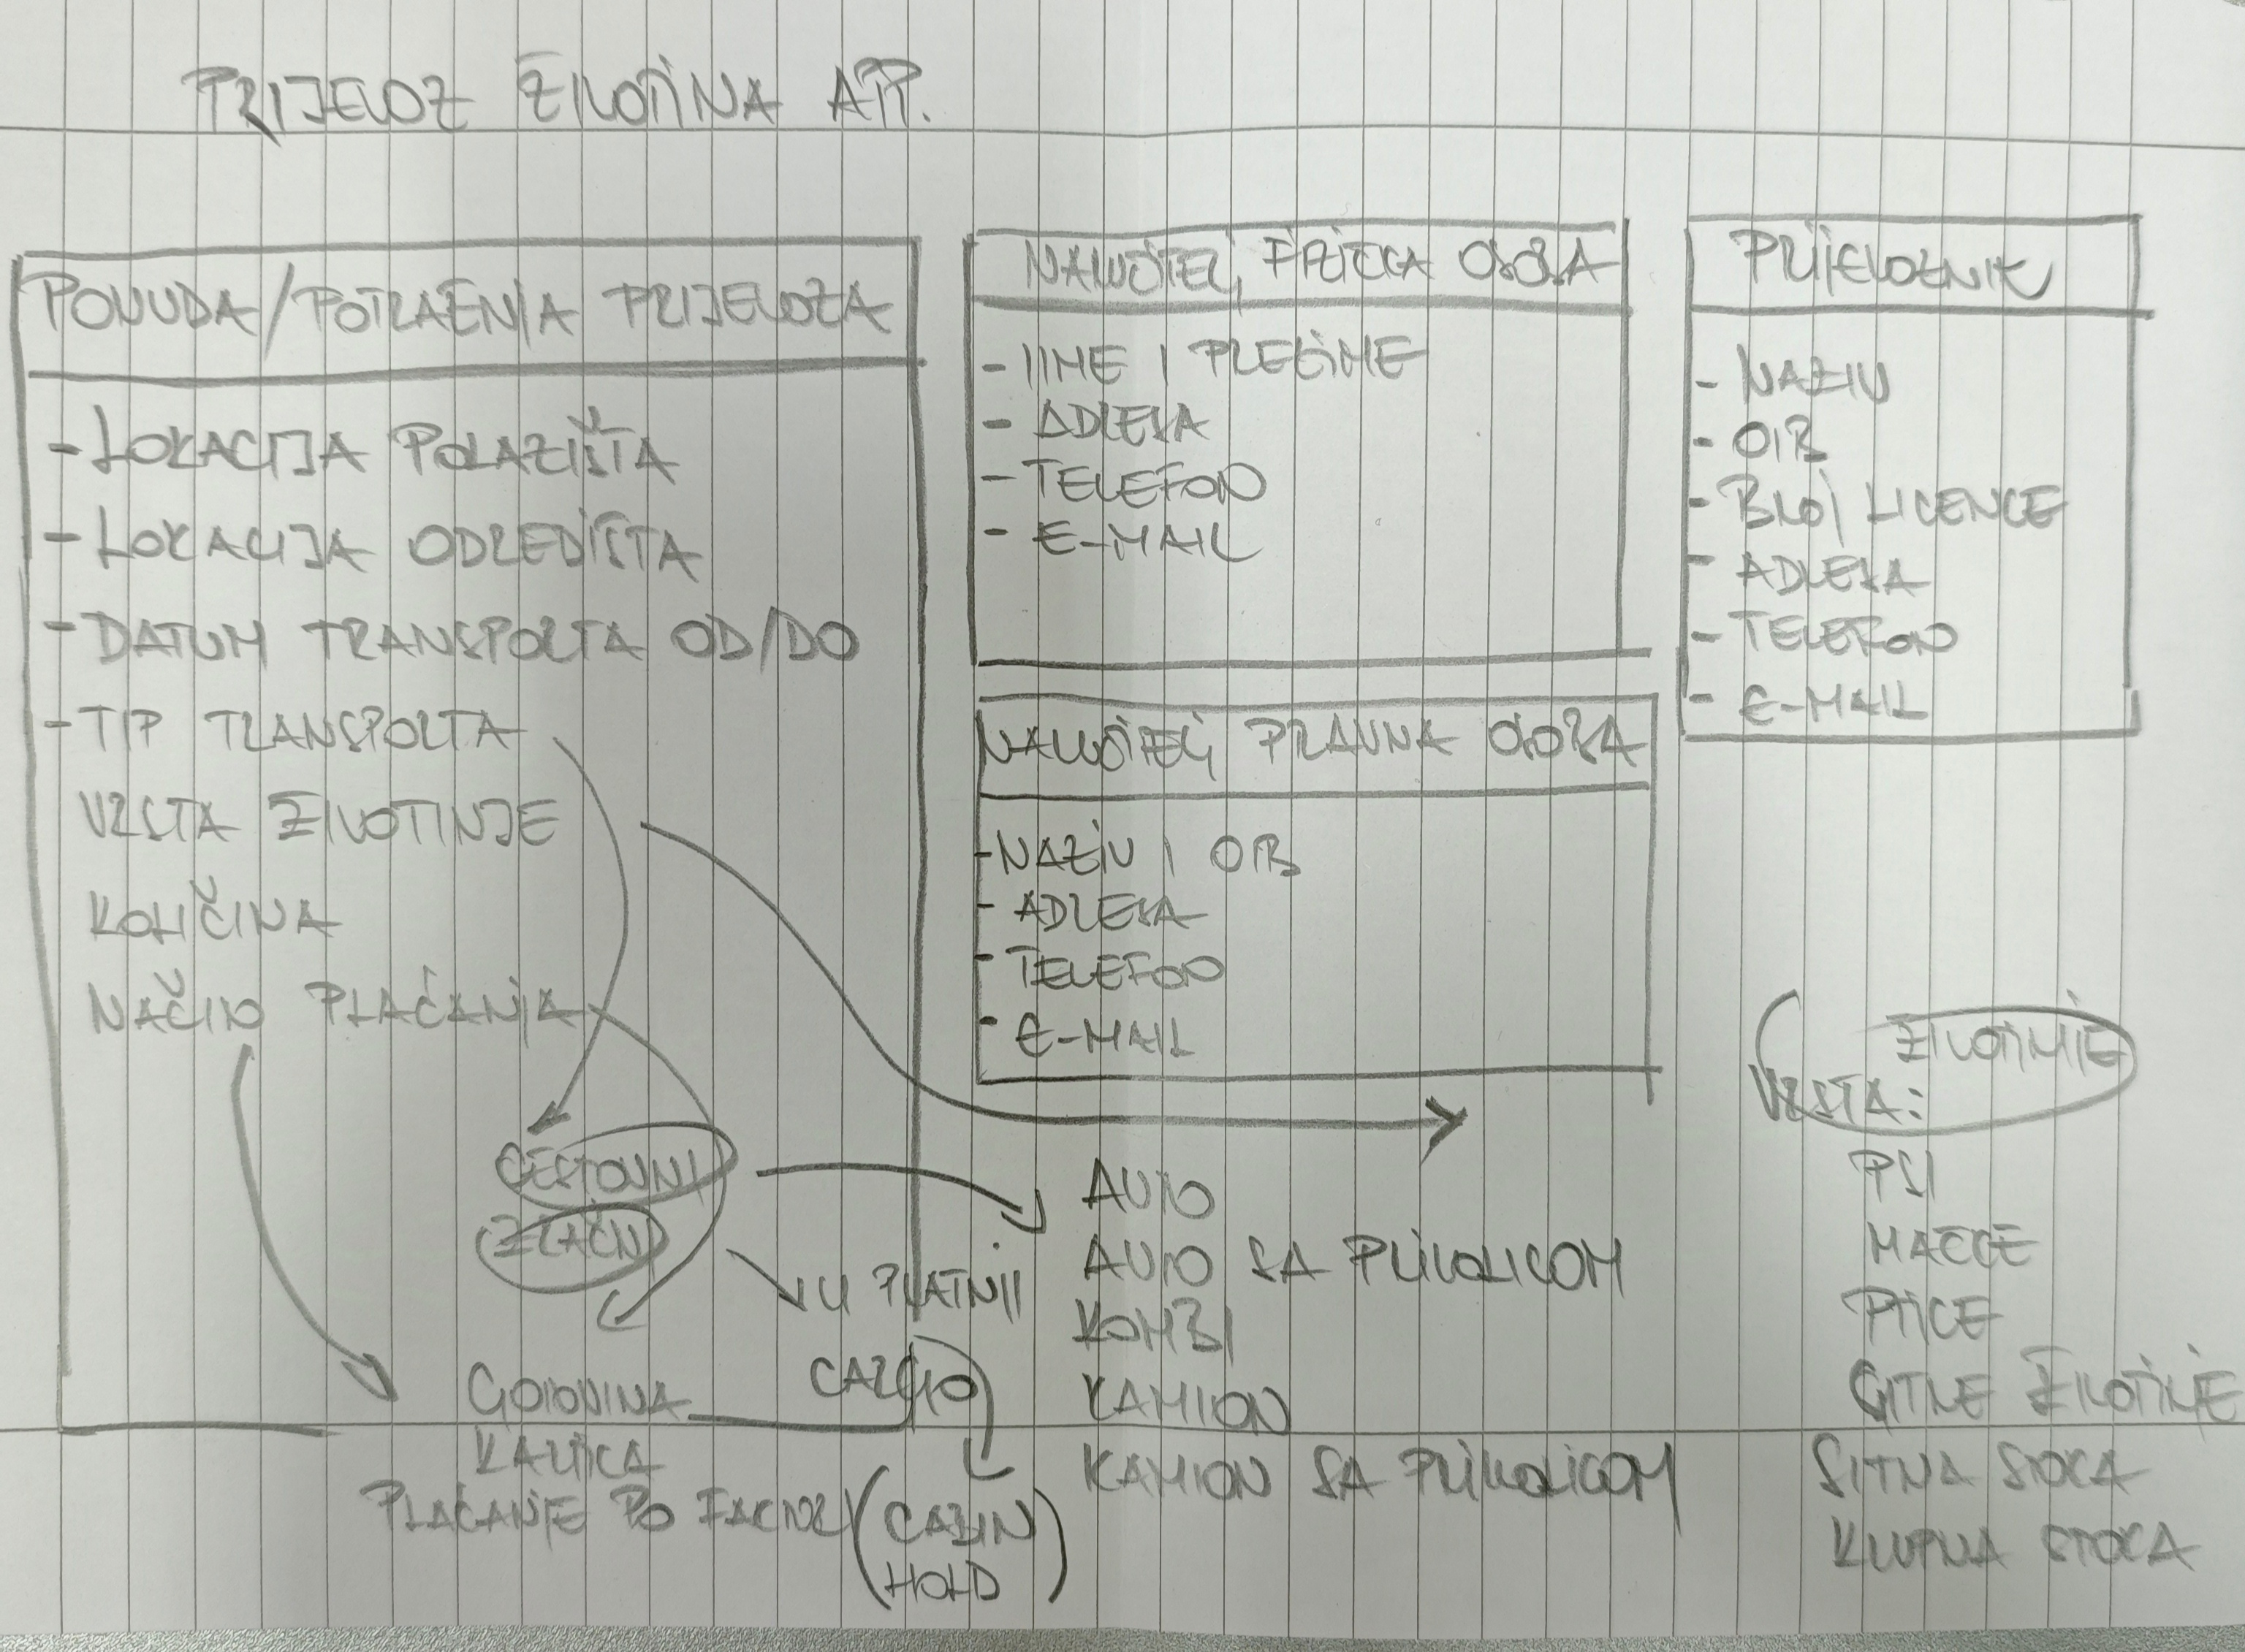 PRIJEVOZ ŽIVOTINA APP.
PONUDA/POTRAŽNJA PRIJEVOZA
- LOKACIJA POLAZIŠTA
- LOKACIJA ODREDIŠTA
- DATUM TRANSPORTA OD/DO
- TIP TRANSPORTA
VRSTA ŽIVOTINJE
KOLIČINA
NAČIN PLAĆANJA
CESTOVNI
ZRAČNI
U PLATNJI
CARGO
(CABIN
HOLD)
GOTOVINA
KARTICA
PLAĆANJE PO FAKTURI
NARUČITELJ, FIZIČKA OSOBA
- IIME I PREZIME
- ADRESA
- TELEFON
- E-MAIL
NARUČITELJ PRAVNA OSOBA
- NAZIV I OIB
- ADRESA
- TELEFON
- E-MAIL
AUTO
AUTO SA PRIKOLICOM
KOMBI
KAMION
KAMION SA PRIKOLICOM
PRIJEVOZNIK
- NAZIV
- OIB
- BROJ LICENCE
- ADRESA
- TELEFON
- E-MAIL
ŽIVOTINJE
VRSTA:
PSI
MAČKE
PTICE
SITNE ŽIVOTINJE
SITNA STOKA
KRUPNA STOKA